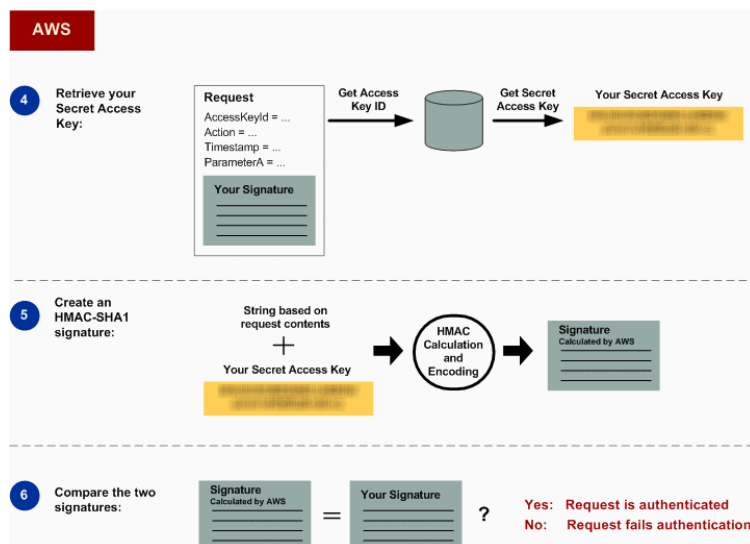 AWS
4
Retrieve your
Secret Access
Key:
Request
AccessKeyId = ...
Action = ...
Timestamp = ...
ParameterA = ...
Your Signature
Get Access
Key ID
Get Secret
Access Key
Your Secret Access Key
5
Create an
HMAC-SHA1
signature:
String based on
request contents
+
Your Secret Access Key
HMAC
Calculation
and
Encoding
Signature
Calculated by AWS
6
Compare the two
signatures:
Signature
Calculated by AWS
=
Your Signature
?
Yes: Request is authenticated
No: Request fails authentication